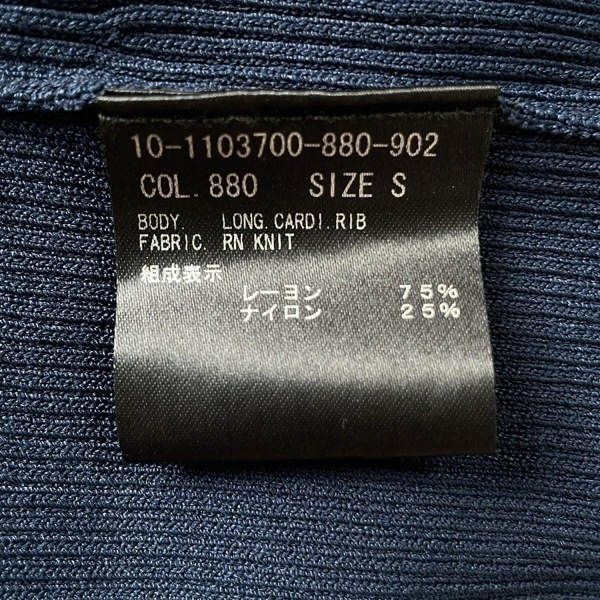 10-1103700-880-902
COL. 880 SIZE S
BODY. LONG. CARDI. RIB
FABRIC. RN KNIT
組成表示
レーヨン 75%
ナイロン 25%